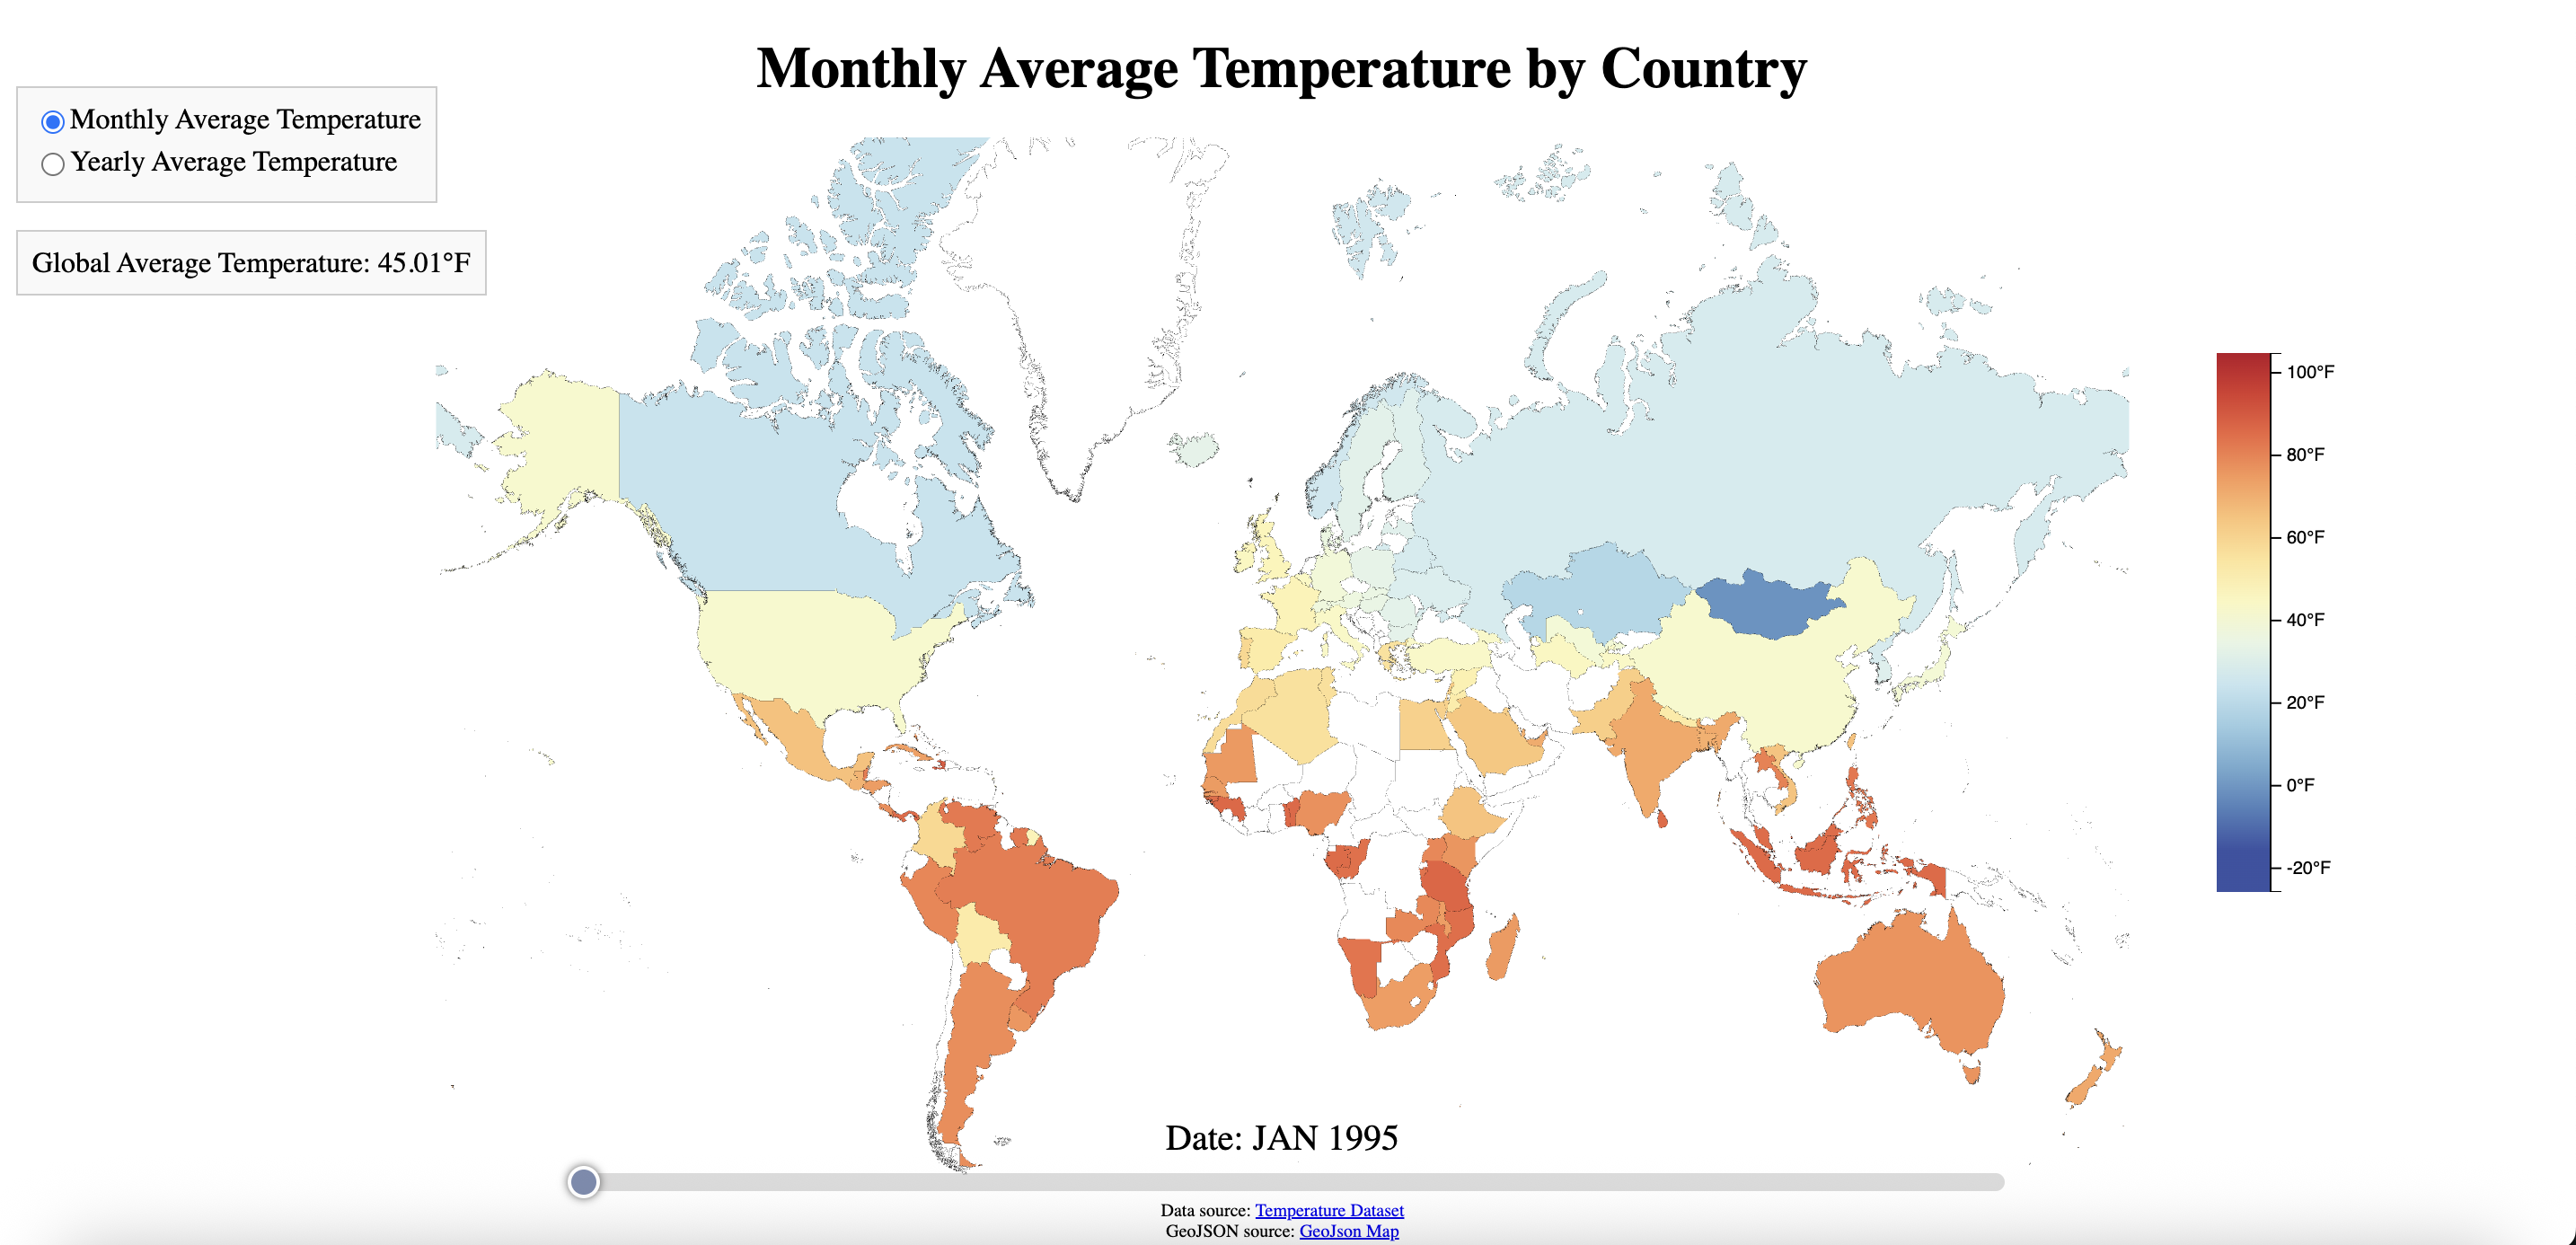 Monthly Average Temperature by Country
Monthly Average Temperature
Yearly Average Temperature
Global Average Temperature: 45.01°F
100°F
80°F
60°F
40°F
20°F
0°F
-20°F
Date: JAN 1995
Data source: Temperature Dataset
GeoJSON source: GeoJson Map